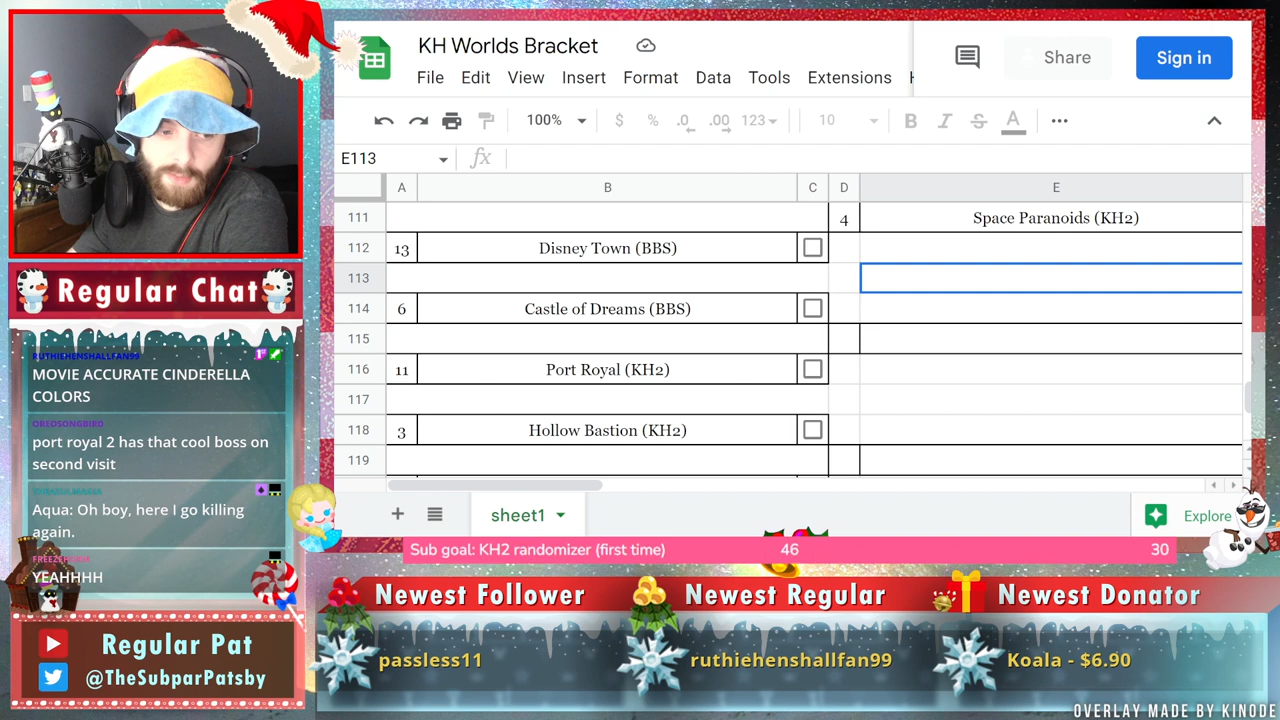 KH Worlds Bracket
File Edit View Insert Format Data Tools Extensions
Share
Sign in
100% $ % .0 .00 123 10 B I S A
E113 fx
A B C D E
111 4 Space Paranoids (KH2)
112 13 Disney Town (BBS)
113
114 6 Castle of Dreams (BBS)
115
116 11 Port Royal (KH2)
117
118 3 Hollow Bastion (KH2)
119
sheet1
Explore
Regular Chat
RUTHIEHENSHALLFAN99
MOVIE ACCURATE CINDERELLA
COLORS
OREOSONGBIRD
port royal 2 has that cool boss on
second visit
Aqua: Oh boy, here I go killing
again.
YEAHHHH
Regular Pat
@TheSubparPatsby
Sub goal: KH2 randomizer (first time) 46 30
Newest Follower
passless11
Newest Regular
ruthiehenshallfan99
Newest Donator
Koala - $6.90
OVERLAY MADE BY KINODE